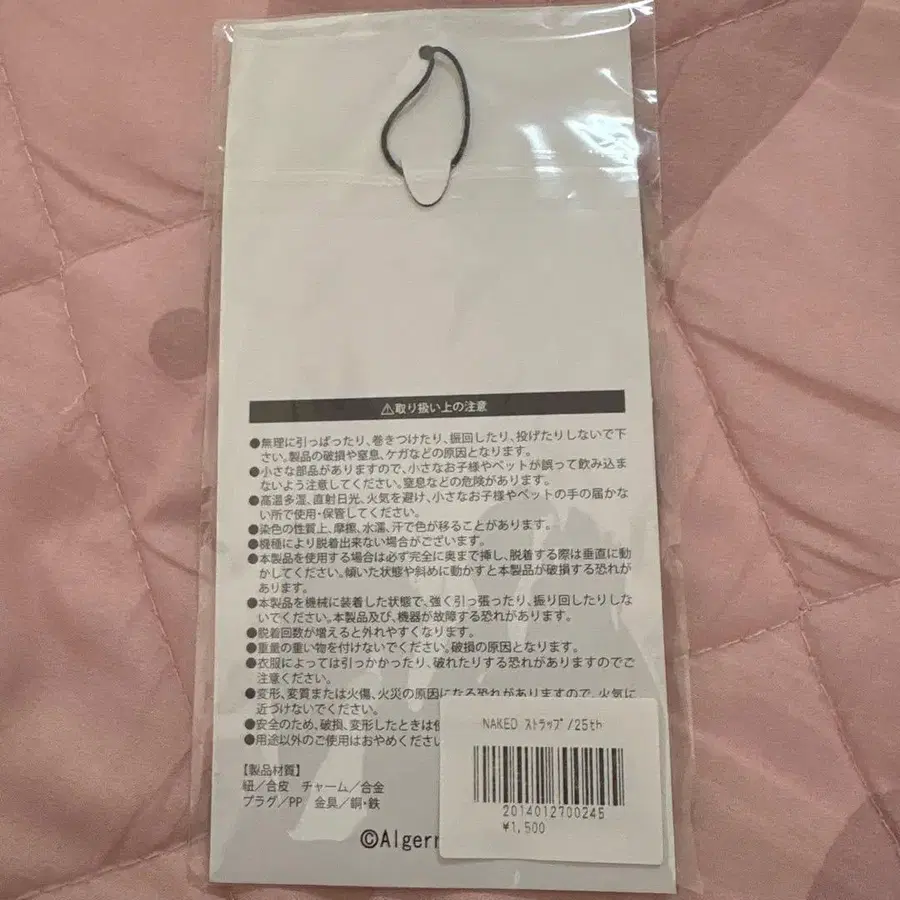 ⚠取り扱い上の注意
●無理に引っぱったり、巻きつけたり、振回したり、投げたりしないで下
さい。製品の破損や窒息、ケガなどの原因となります。
●小さな部品がありますので、小さなお子様やペットが誤って飲み込ま
ないよう注意してください。窒息などの危険があります。
●高温多湿、直射日光、火気を避け、小さなお子様やペットの手の届かな
い所で使用・保管してください。
●染色の性質上、摩擦、水濡、汗で色が移ることがあります。
●機種により脱着出来ない場合がございます。
●本製品を使用する場合は必ず完全に奥まで挿し、脱着する際は垂直に動
かしてください。傾いた状態や斜めに動かすと本製品が破損する恐れが
あります。
●本製品を機械に装着した状態で、強く引っ張ったり、振り回したりしな
いでください。本製品及び、機器が故障する恐れがあります。
●脱着回数が増えると外れやすくなります。
●重量の重い物を付けないでください。破損の原因となります。
●衣服によっては引っかかったり、破れたりする恐れがありますのでご
注意ください。
●変形、変質または火傷、火災の原因になる恐れがありますので、火気に
近づけないでください。
●安全のため、破損、変形したときは使
●用途以外のご使用はおやめくださ
【製品材質】
紐／合皮 チャーム／合金
プラグ／PP 金具／銅・鉄
©Algern
NAKED ストラップ/25th
2014012700245
¥1,500